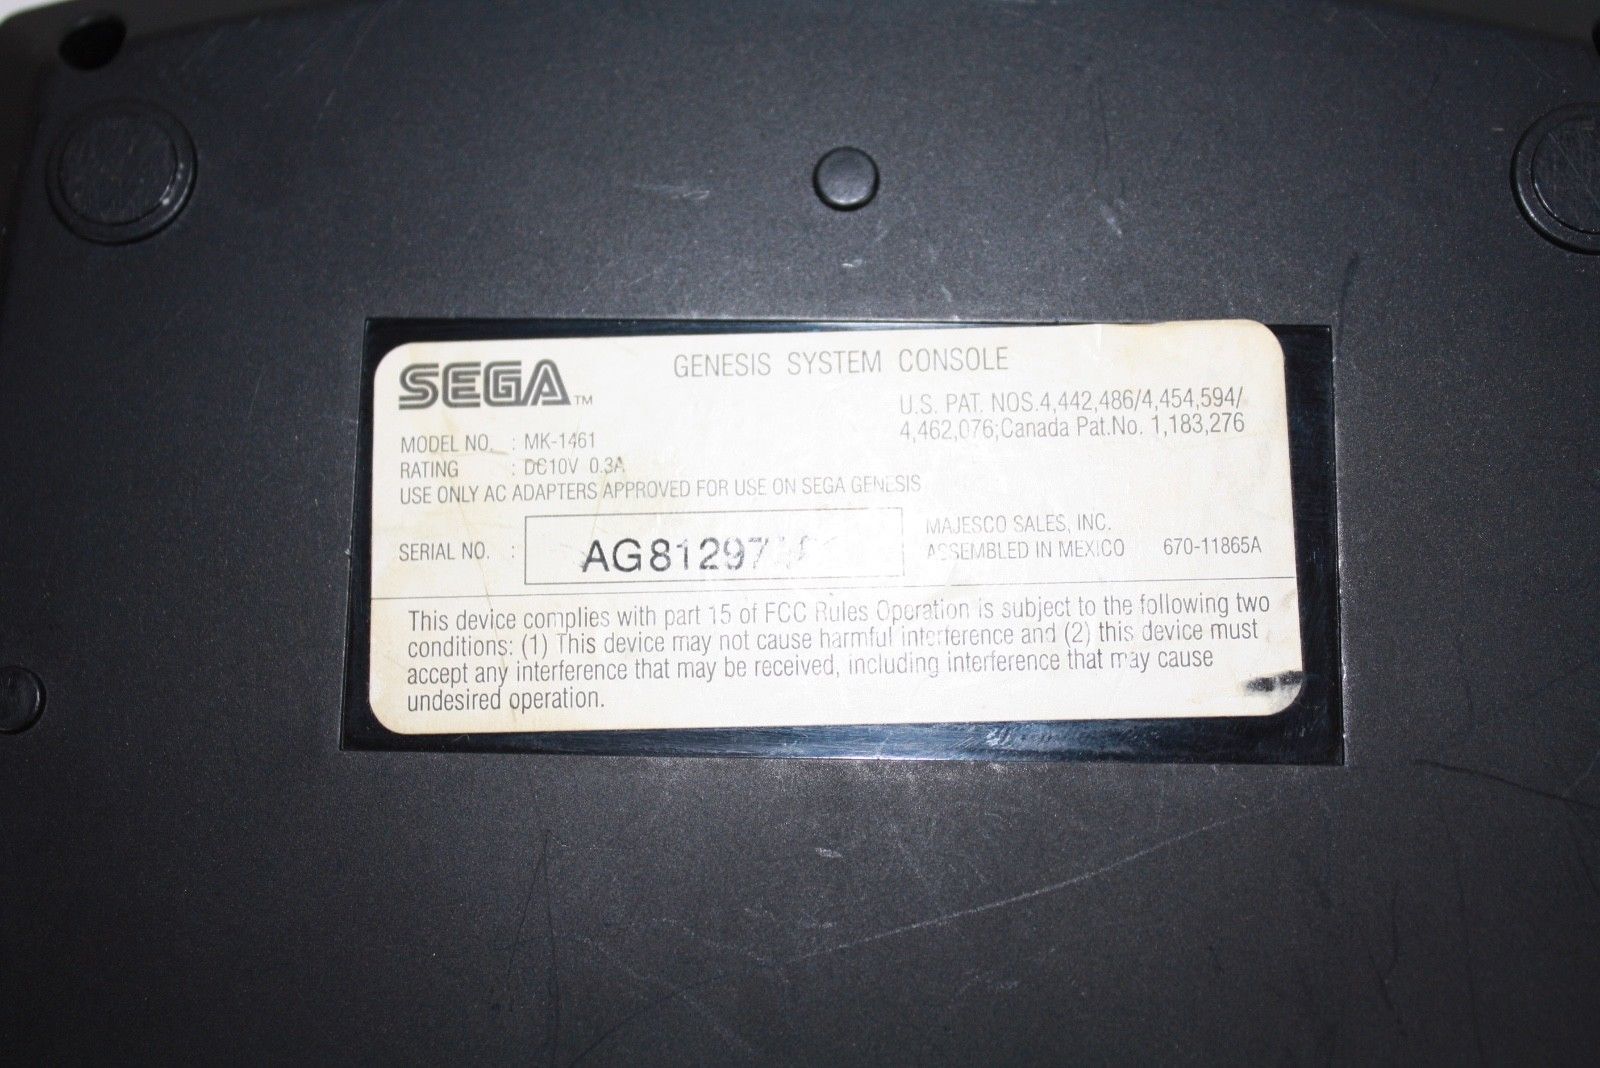 SEGA™
GENESIS SYSTEM CONSOLE
U.S. PAT. NOS.4,442,486/4,454,594/
4,462,076;Canada Pat.No. 1,183,276
MODEL NO. : MK-1461
RATING : DC10V 0.3A
USE ONLY AC ADAPTERS APPROVED FOR USE ON SEGA GENESIS
SERIAL NO. :
MAJESCO SALES, INC.
ASSEMBLED IN MEXICO 670-11865A
This device complies with part 15 of FCC Rules Operation is subject to the following two
conditions: (1) This device may not cause harmful interference and (2) this device must
accept any interference that may be received, including interference that may cause
undesired operation.